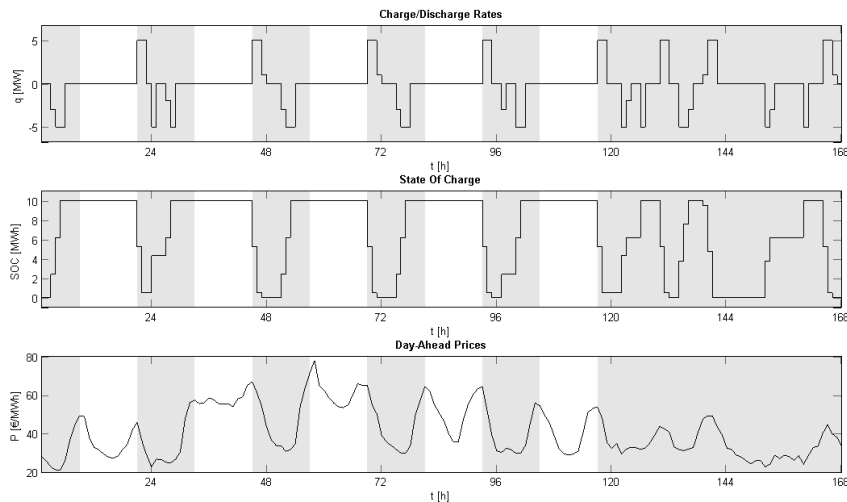 Charge/Discharge Rates
5
0
-5
q [MW]
24 48 72 96 120 144 168
t [h]
State Of Charge
10
8
6
4
2
0
SOC [MWh]
24 48 72 96 120 144 168
t [h]
Day-Ahead Prices
80
60
40
20
P [€/MWh]
24 48 72 96 120 144 168
t [h]